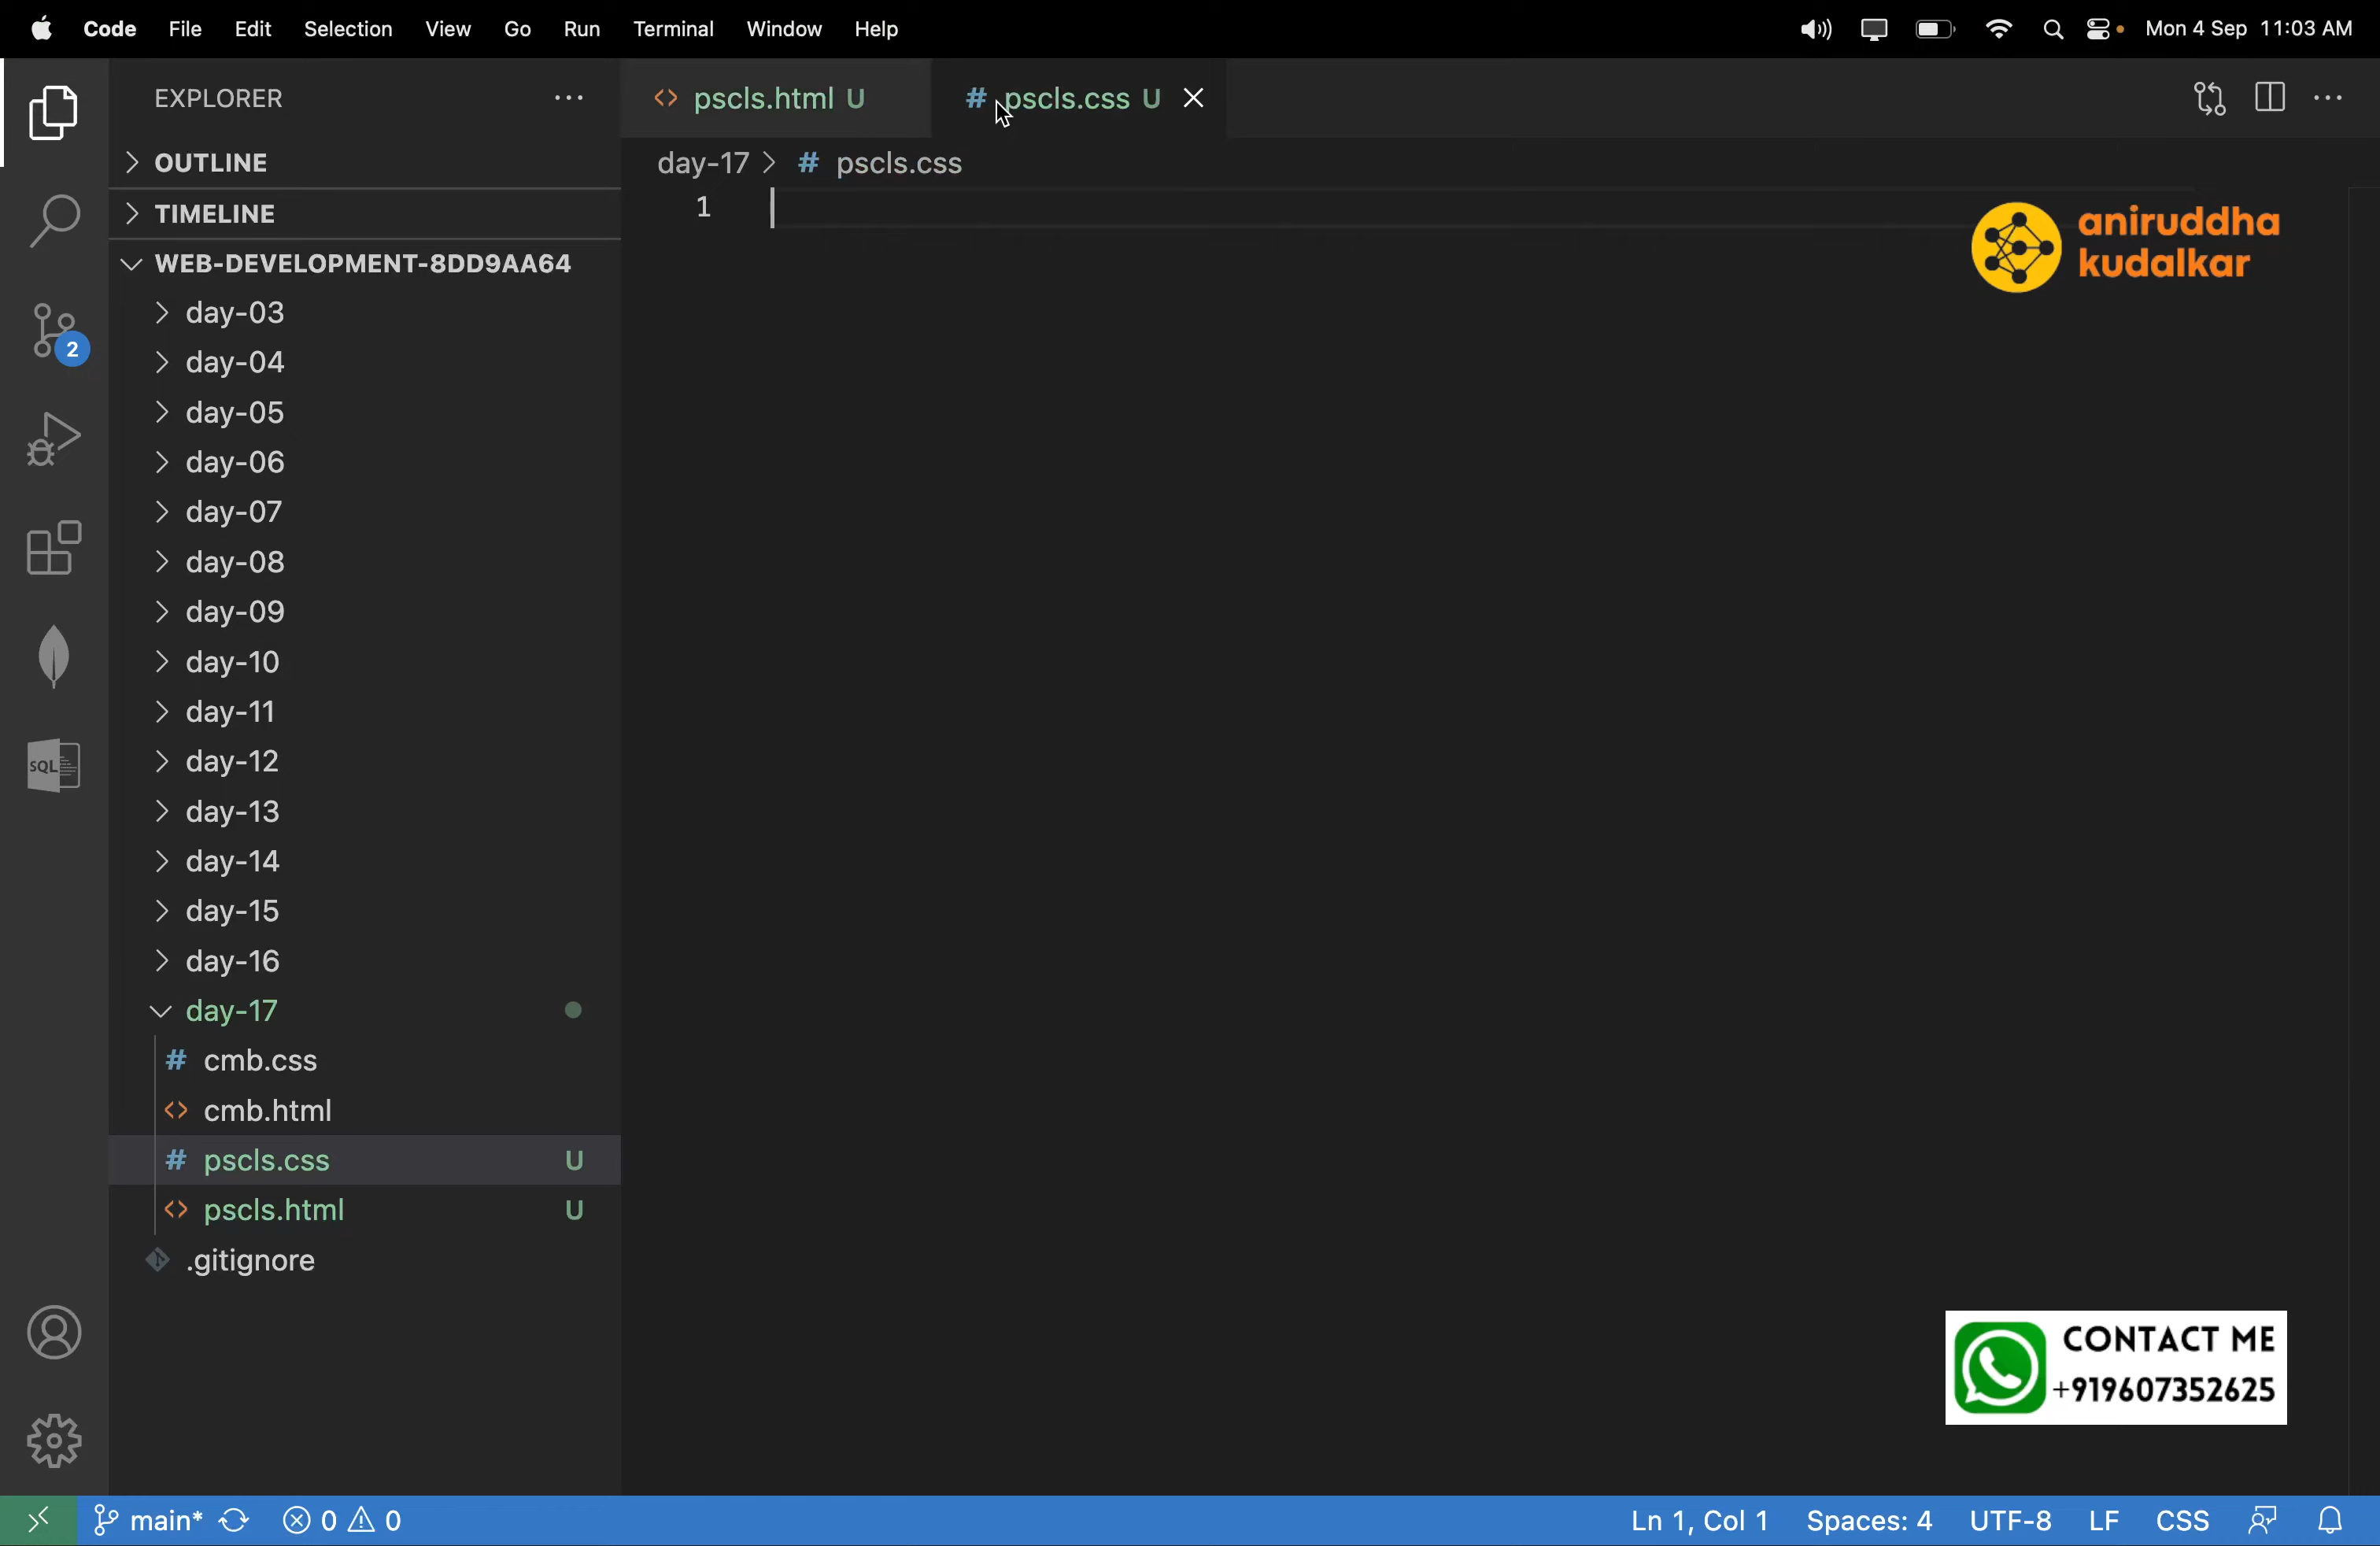 Code File Edit Selection View Go Run Terminal Window Help Mon 4 Sep 11:03 AM
EXPLORER
pscls.html U
pscls.css U
OUTLINE
day-17 > # pscls.css
TIMELINE
1
aniruddha
kudalkar
WEB-DEVELOPMENT-8DD9AA64
day-03
2
day-04
day-05
day-06
day-07
day-08
day-09
day-10
day-11
day-12
SQL
day-13
day-14
day-15
day-16
day-17
# cmb.css
<> cmb.html
# pscls.css U
<> pscls.html U
.gitignore
CONTACT ME
+919607352625
main* 0 0 Ln 1, Col 1 Spaces: 4 UTF-8 LF CSS